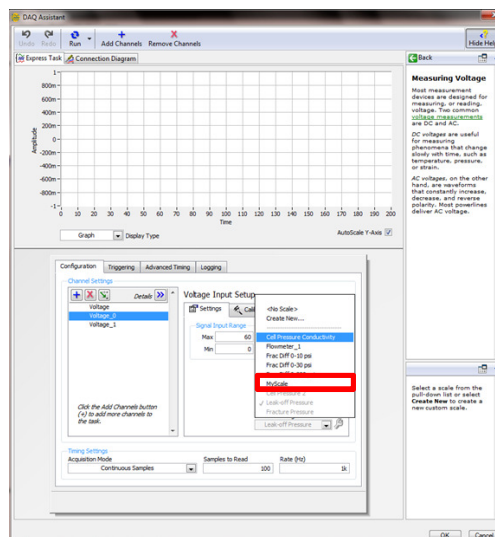 DAQ Assistant
Undo Redo Run Add Channels Remove Channels Hide Help
Express Task Connection Diagram
Back
Measuring Voltage
Most measurement
devices are designed for
measuring, or reading,
voltage. Two common
voltage measurements
are DC and AC.
DC voltages are useful
for measuring
phenomena that change
slowly with time, such as
temperature, pressure,
or strain.
AC voltages, on the other
hand, are waveforms
that constantly increase,
decrease, and reverse
polarity. Most powerlines
deliver AC voltage.
Amplitude
1
800m
600m
400m
200m
0
-200m
-400m
-600m
-800m
-1
0 10 20 30 40 50 60 70 80 90 100 110 120 130 140 150 160 170 180 190 200
Time
Graph Display Type AutoScale Y-Axis
Configuration Triggering Advanced Timing Logging
Channel Settings
Details
Voltage
Voltage_0
Voltage_1
Click the Add Channels button
(+) to add more channels to
the task.
Voltage Input Setup
Settings
Signal Input Range
Max 60
Min 0
<No Scale>
Create New...
Cell Pressure Conductivity
Flowmeter_1
Frac Diff 0-10 psi
Frac Diff 0-30 psi
MyScale
Cell Pressure 2
Leak-off Pressure
Fracture Pressure
Leak-off Pressure
Select a scale from the
pull-down list or select
Create New to create a
new custom scale.
Timing Settings
Acquisition Mode Samples to Read Rate (Hz)
Continuous Samples 100 1k
OK Cancel